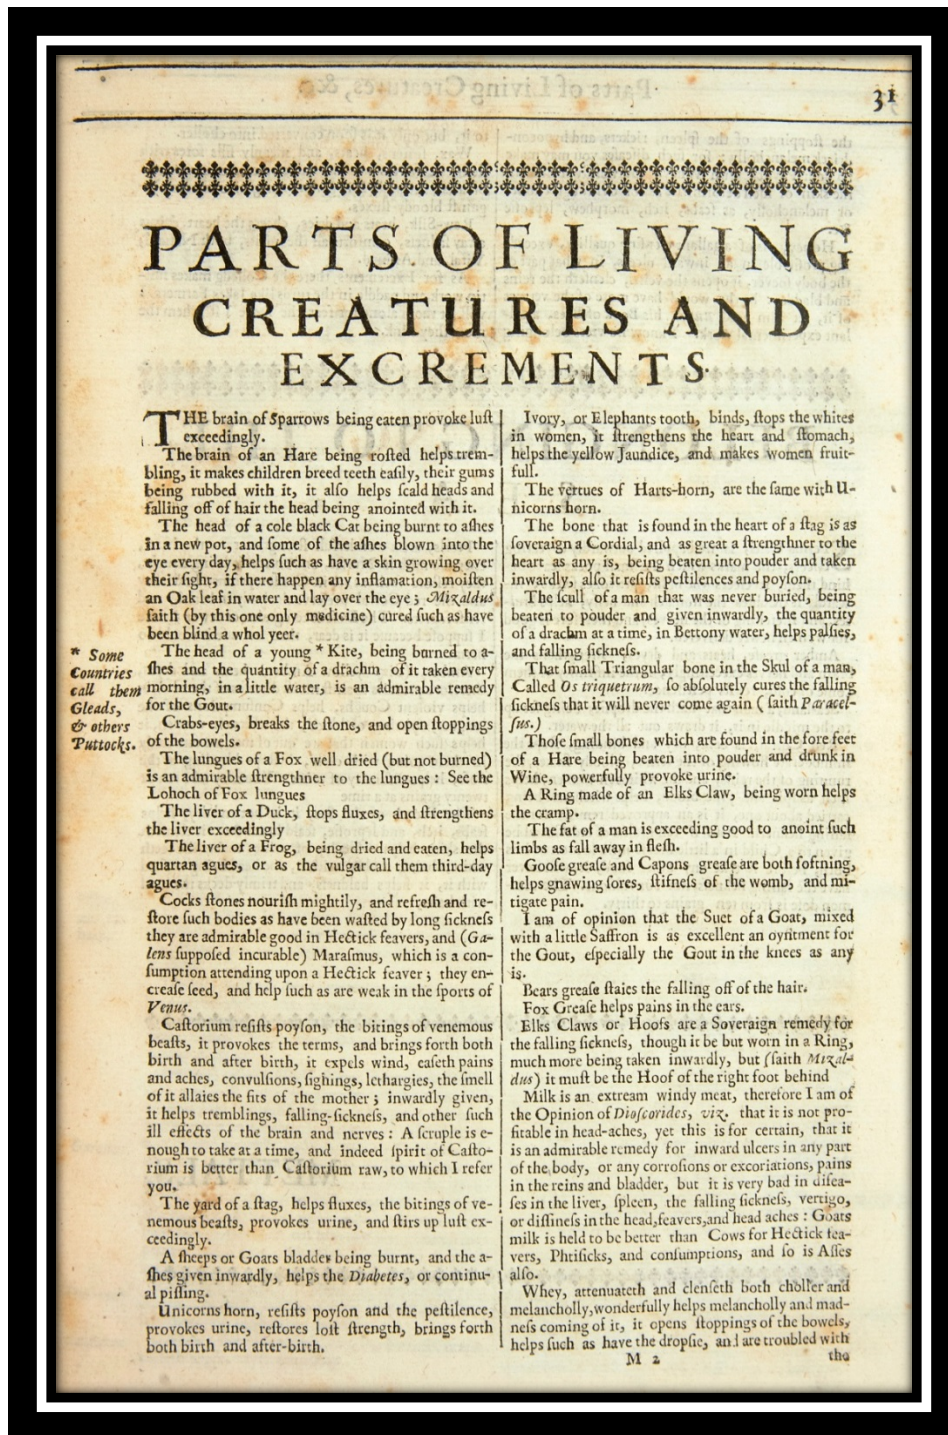 31
PARTS OF LIVING
CREATURES AND
EXCREMENTS.
THE brain of Sparrows being eaten provoke luſt
exceedingly.
The brain of an Hare being roſted helps trem-
bling, it makes children breed teeth eaſily, their gums
being rubbed with it, it alſo helps ſcald heads and
falling off of hair the head being anointed with it.
The head of a cole black Cat being burnt to aſhes
in a new pot, and ſome of the aſhes blown into the
eye every day, helps ſuch as have a skin growing over
their ſight, if there happen any inflamation, moiſten
an Oak leaf in water and lay over the eye ; Mizaldus
ſaith (by this one only medicine) cured ſuch as have
been blind a whol yeer.
The head of a young * Kite, being burned to a-
ſhes and the quantity of a drachm of it taken every
morning, in a little water, is an admirable remedy
for the Gout.
* Some
Countries
call them
Gleads,
& others
Puttocks.
Crabs-eyes, breaks the ſtone, and open ſtoppings
of the bowels.
The lungues of a Fox well dried (but not burned)
is an admirable ſtrengthner to the lungues : See the
Lohoch of Fox lungues
The liver of a Duck, ſtops fluxes, and ſtrengthens
the liver exceedingly
The liver of a Frog, being dried and eaten, helps
quartan agues, or as the vulgar call them third-day
agues.
Cocks ſtones nouriſh mightily, and refreſh and re-
ſtore ſuch bodies as have been waſted by long ſickneſs
they are admirable good in Hectick feavers, and (Ga-
lens ſuppoſed incurable) Maraſmus, which is a con-
ſumption attending upon a Hectick feaver ; they en-
creaſe ſeed, and help ſuch as are weak in the ſports of
Venus.
Caſtorium reſiſts poyſon, the bitings of venemous
beaſts, it provokes the terms, and brings forth both
birth and after birth, it expels wind, eaſeth pains
and aches, convulſions, ſighings, lethargies, the ſmell
of it allaies the fits of the mother ; inwardly given,
it helps tremblings, falling-ſickneſs, and other ſuch
ill effects of the brain and nerves : A ſcruple is e-
nough to take at a time, and indeed ſpirit of Caſto-
rium is better than Caſtorium raw, to which I refer
you.
The yard of a ſtag, helps fluxes, the bitings of ve-
nemous beaſts, provokes urine, and ſtirs up luſt ex-
ceedingly.
A ſheeps or Goats bladder being burnt, and the a-
ſhes given inwardly, helps the Diabetes, or continu-
al piſſing.
Unicorns horn, reſiſts poyſon and the peſtilence,
provokes urine, reſtores loſt ſtrength, brings forth
both birth and after-birth.
Ivory, or Elephants tooth, binds, ſtops the whites
in women, it ſtrengthens the heart and ſtomach,
helps the yellow Jaundice, and makes women fruit-
full.
The vertues of Harts-horn, are the ſame with U-
nicorns horn.
The bone that is found in the heart of a ſtag is as
ſoveraign a Cordial, and as great a ſtrengthner to the
heart as any is, being beaten into pouder and taken
inwardly, alſo it reſiſts peſtilences and poyſon.
The ſcull of a man that was never buried, being
beaten to pouder and given inwardly, the quantity
of a drachm at a time, in Bettony water, helps palſies,
and falling ſickneſs.
That ſmall Triangular bone in the Skul of a man,
Called Os triquetrum, ſo abſolutely cures the falling
ſickneſs that it will never come again ( ſaith Paracel-
ſus.)
Thoſe ſmall bones which are found in the fore feet
of a Hare being beaten into pouder and drunk in
Wine, powerfully provoke urine.
A Ring made of an Elks Claw, being worn helps
the cramp.
The fat of a man is exceeding good to anoint ſuch
limbs as fall away in fleſh.
Gooſe greaſe and Capons greaſe are both ſoftning,
helps gnawing ſores, ſtifneſs of the womb, and mi-
tigate pain.
I am of opinion that the Suet of a Goat, mixed
with a little Saffron is as excellent an oyntment for
the Gout, eſpecially the Gout in the knees as any
is.
Bears greaſe ſtaies the falling off of the hair.
Fox Greaſe helps pains in the ears.
Elks Claws or Hoofs are a Soveraign remedy for
the falling ſickneſs, though it be but worn in a Ring,
much more being taken inwardly, but (ſaith Mizal-
dus) it muſt be the Hoof of the right foot behind
Milk is an extream windy meat, therefore I am of
the Opinion of Dioſcorides, viz. that it is not pro-
fitable in head-aches, yet this is for certain, that it
is an admirable remedy for inward ulcers in any part
of the body, or any corroſions or excoriations, pains
in the reins and bladder, but it is very bad in diſea-
ſes in the liver, ſpleen, the falling ſickneſs, vertigo,
or diſſineſs in the head,feavers,and head aches : Goats
milk is held to be better than Cows for Hectick fea-
vers, Phtiſicks, and conſumptions, and ſo is Aſſes
alſo.
Whey, attenuateth and clenſeth both choller and
melancholly,wonderfully helps melancholly and mad-
neſs coming of it, it opens ſtoppings of the bowels,
helps ſuch as have the dropſie, and are troubled with
M 2
the